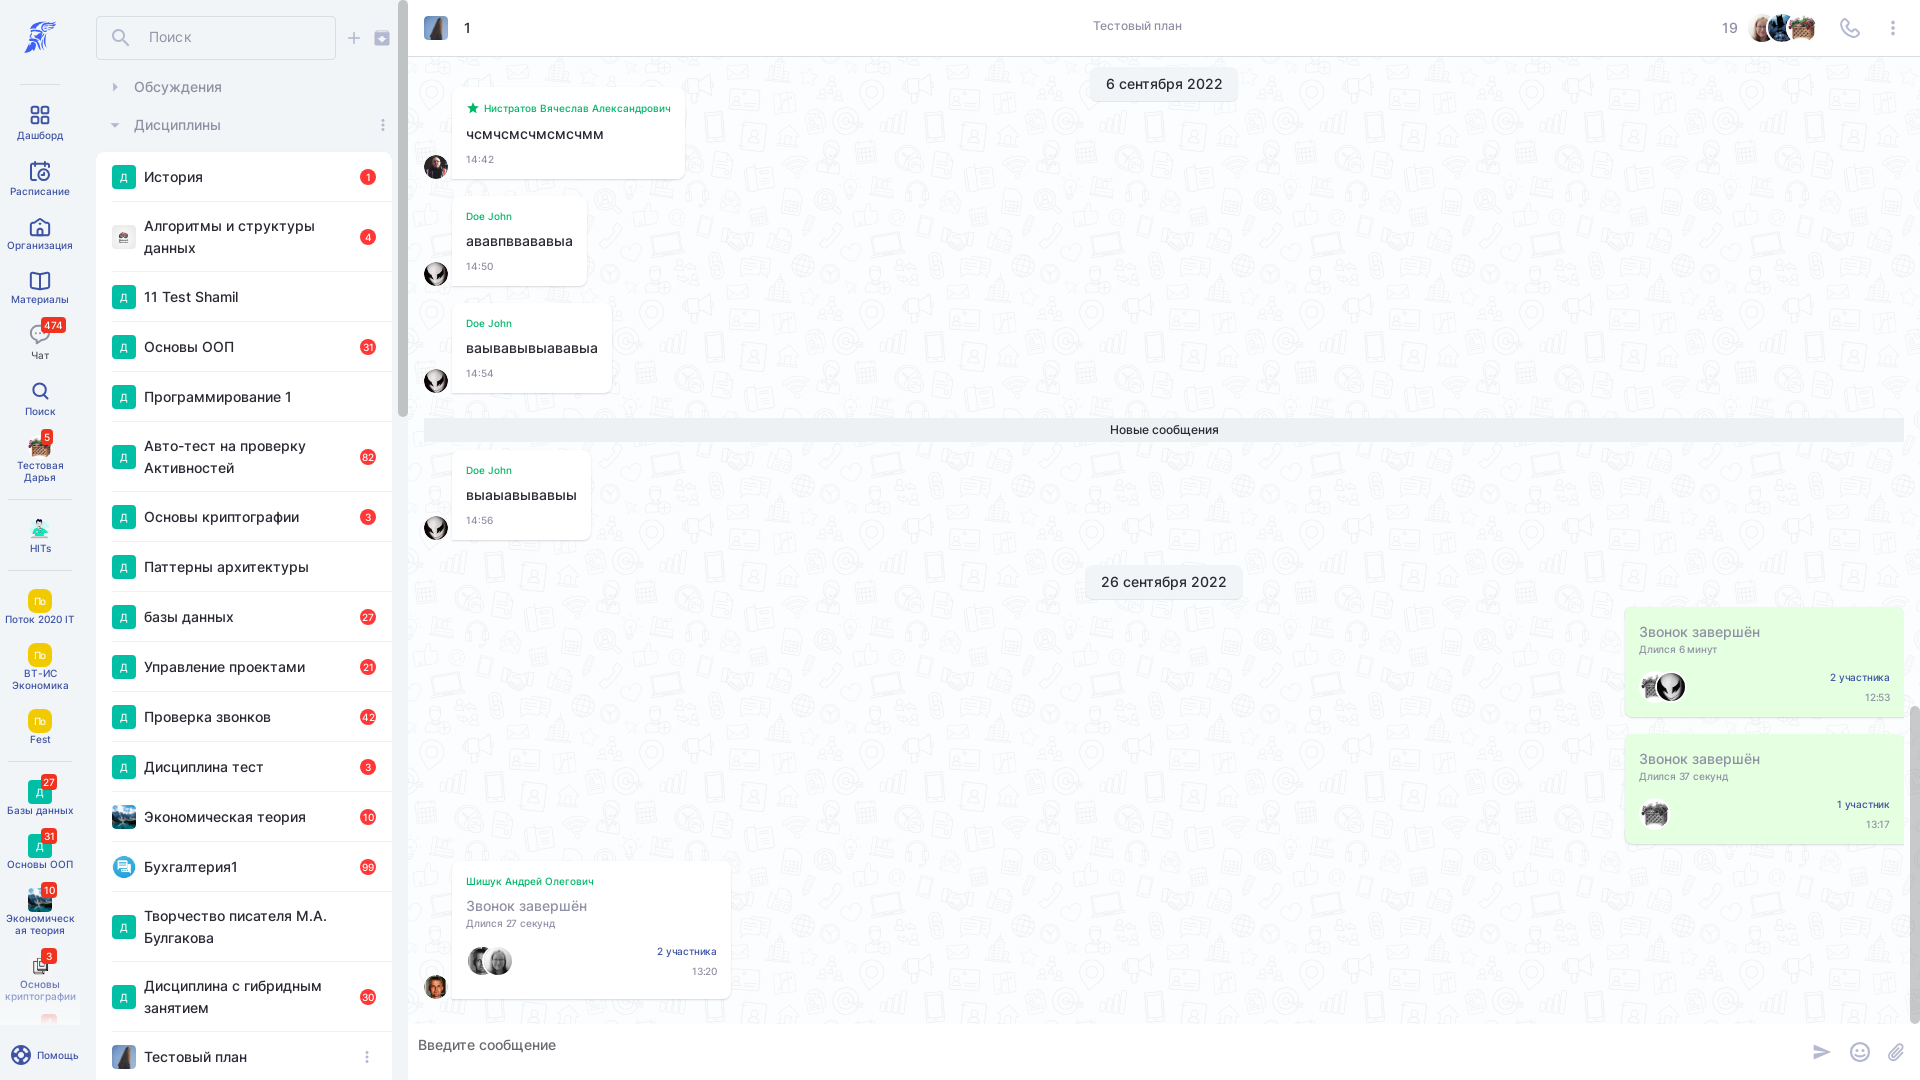 Дашборд
Расписание
Организация
Материалы
474
Чат
Поиск
5
Тестовая
Дарья
HITs
По
Поток 2020 IT
По
ВТ-ИС
Экономика
По
Fest
27
Д
Базы данных
31
Д
Основы ООП
10
Экономическ
ая теория
3
Основы
криптографии
Помощь
Поиск
Обсуждения
Дисциплины
Д История 1
Алгоритмы и структуры
данных
4
Д 11 Test Shamil
Д Основы ООП 31
Д Программирование 1
Авто-тест на проверку
Д Активностей 82
Д Основы криптографии 3
Д Паттерны архитектуры
Д базы данных 27
Д Управление проектами 21
Д Проверка звонков 42
Д Дисциплина тест 3
Экономическая теория 10
Бухгалтерия1 99
Творчество писателя М.А.
Д Булгакова
Дисциплина с гибридным
Д занятием 30
Тестовый план
1
Тестовый план
19
6 сентября 2022
Нистратов Вячеслав Александрович
чсмчсмсчмсмсчмм
14:42
Doe John
ававпввававыа
14:50
Doe John
ваывавывыававыа
14:54
Новые сообщения
Doe John
выаыавывавыы
14:56
26 сентября 2022
Звонок завершён
Длился 6 минут
2 участника
12:53
Звонок завершён
Длился 37 секунд
1 участник
13:17
Шишук Андрей Олегович
Звонок завершён
Длился 27 секунд
2 участника
13:20
Введите сообщение